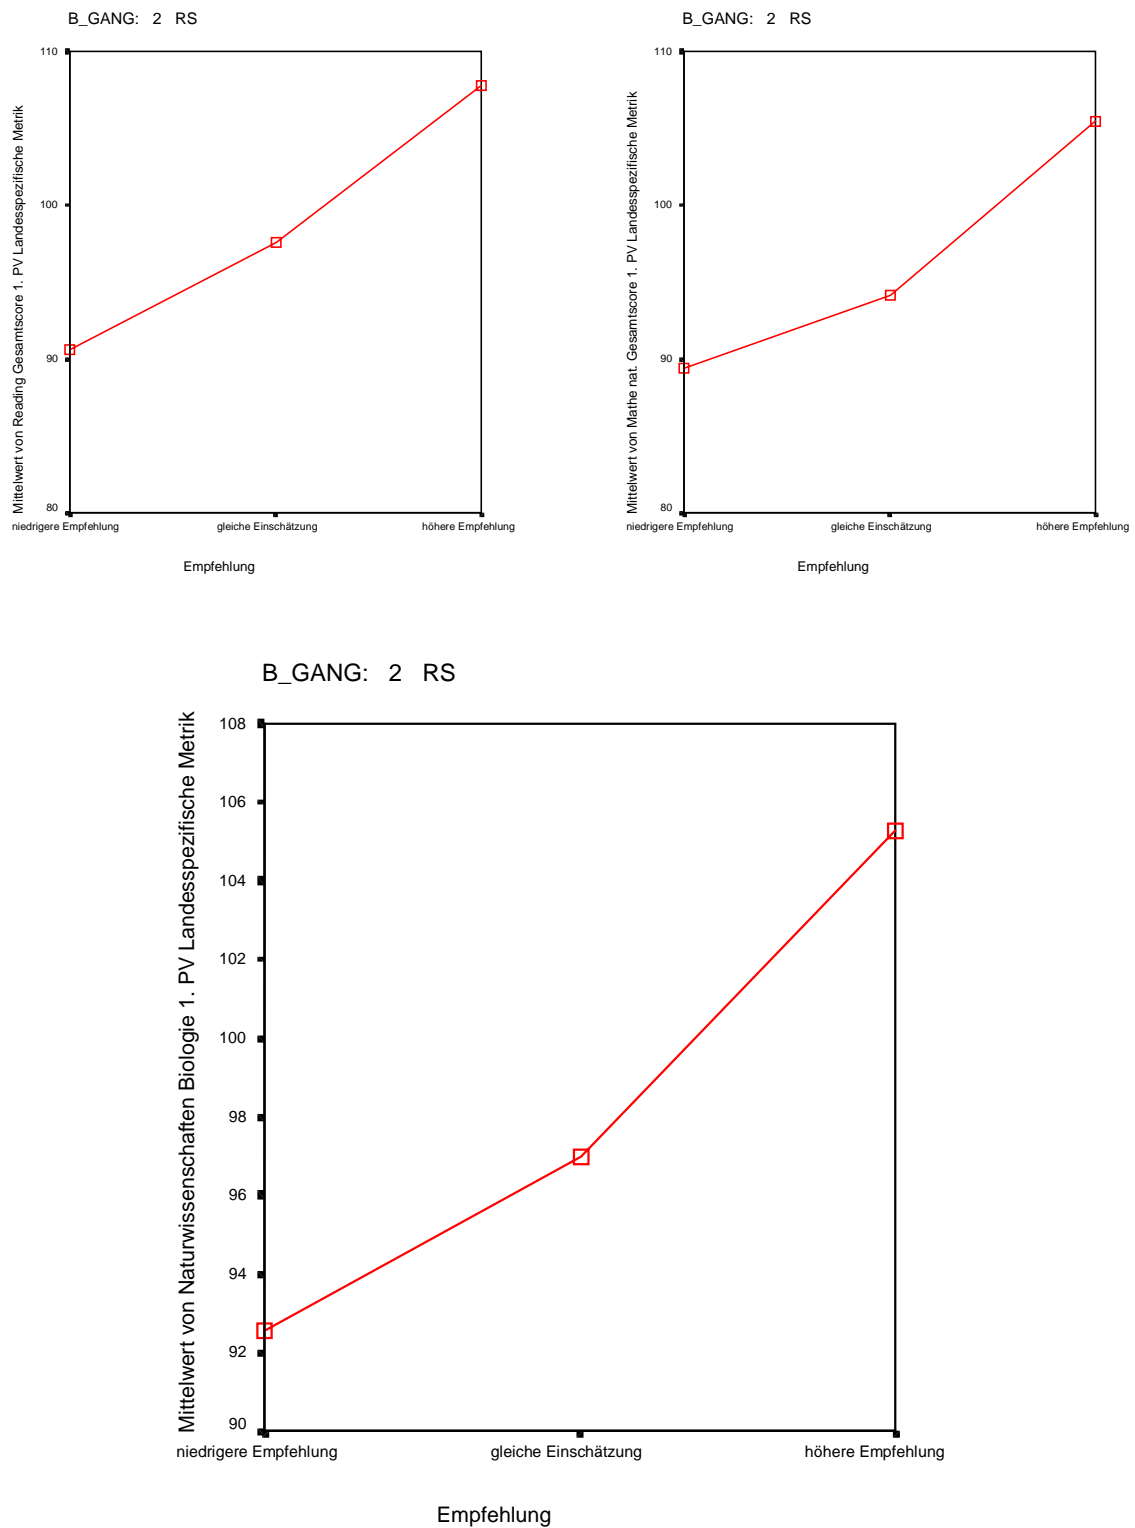 B_GANG: 2 RS
Mittelwert von Reading Gesamtscore 1. PV Landesspezifische Metrik
110
100
90
80
niedrigere Empfehlung gleiche Einschätzung höhere Empfehlung
Empfehlung
B_GANG: 2 RS
Mittelwert von Mathe nat. Gesamtscore 1. PV Landesspezifische Metrik
110
100
90
80
niedrigere Empfehlung gleiche Einschätzung höhere Empfehlung
Empfehlung
B_GANG: 2 RS
Mittelwert von Naturwissenschaften Biologie 1. PV Landesspezifische Metrik
108
106
104
102
100
98
96
94
92
90
niedrigere Empfehlung gleiche Einschätzung höhere Empfehlung
Empfehlung